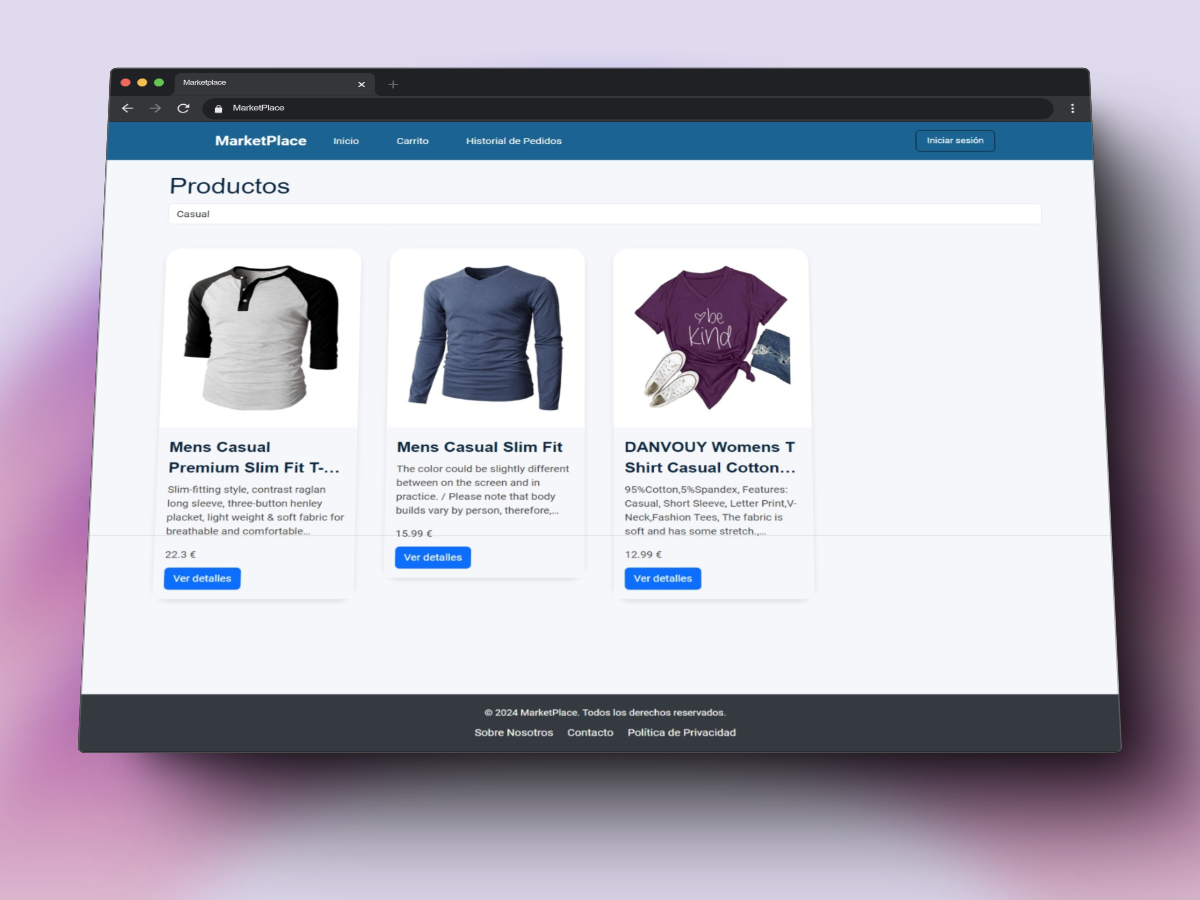 Marketplace
MarketPlace
MarketPlace Inicio Carrito Historial de Pedidos Iniciar sesión
Productos
Casual
be
kind
Mens Casual
Premium Slim Fit T-...
Slim-fitting style, contrast raglan
long sleeve, three-button henley
placket, light weight & soft fabric for
breathable and comfortable...
22.3 €
Ver detalles
Mens Casual Slim Fit
The color could be slightly different
between on the screen and in
practice. / Please note that body
builds vary by person, therefore,...
15.99 €
Ver detalles
DANVOUY Womens T
Shirt Casual Cotton...
95%Cotton,5%Spandex, Features:
Casual, Short Sleeve, Letter Print,V-
Neck,Fashion Tees, The fabric is
soft and has some stretch.,...
12.99 €
Ver detalles
© 2024 MarketPlace. Todos los derechos reservados.
Sobre Nosotros Contacto Política de Privacidad